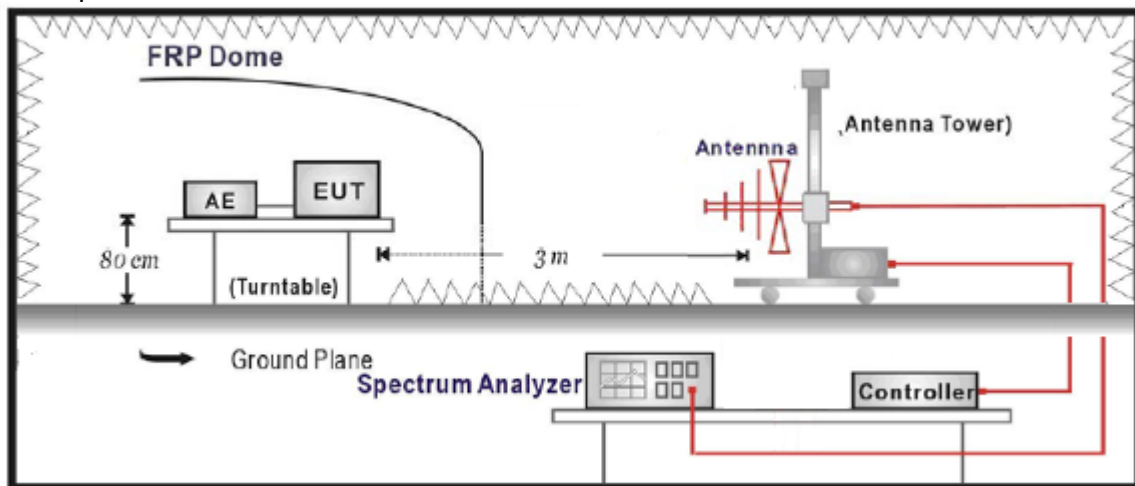 FRP Dome
(Antenna Tower)
Antennna
AE
EUT
80 cm
3 m
(Turntable)
Ground Plane
Spectrum Analyzer
Controller